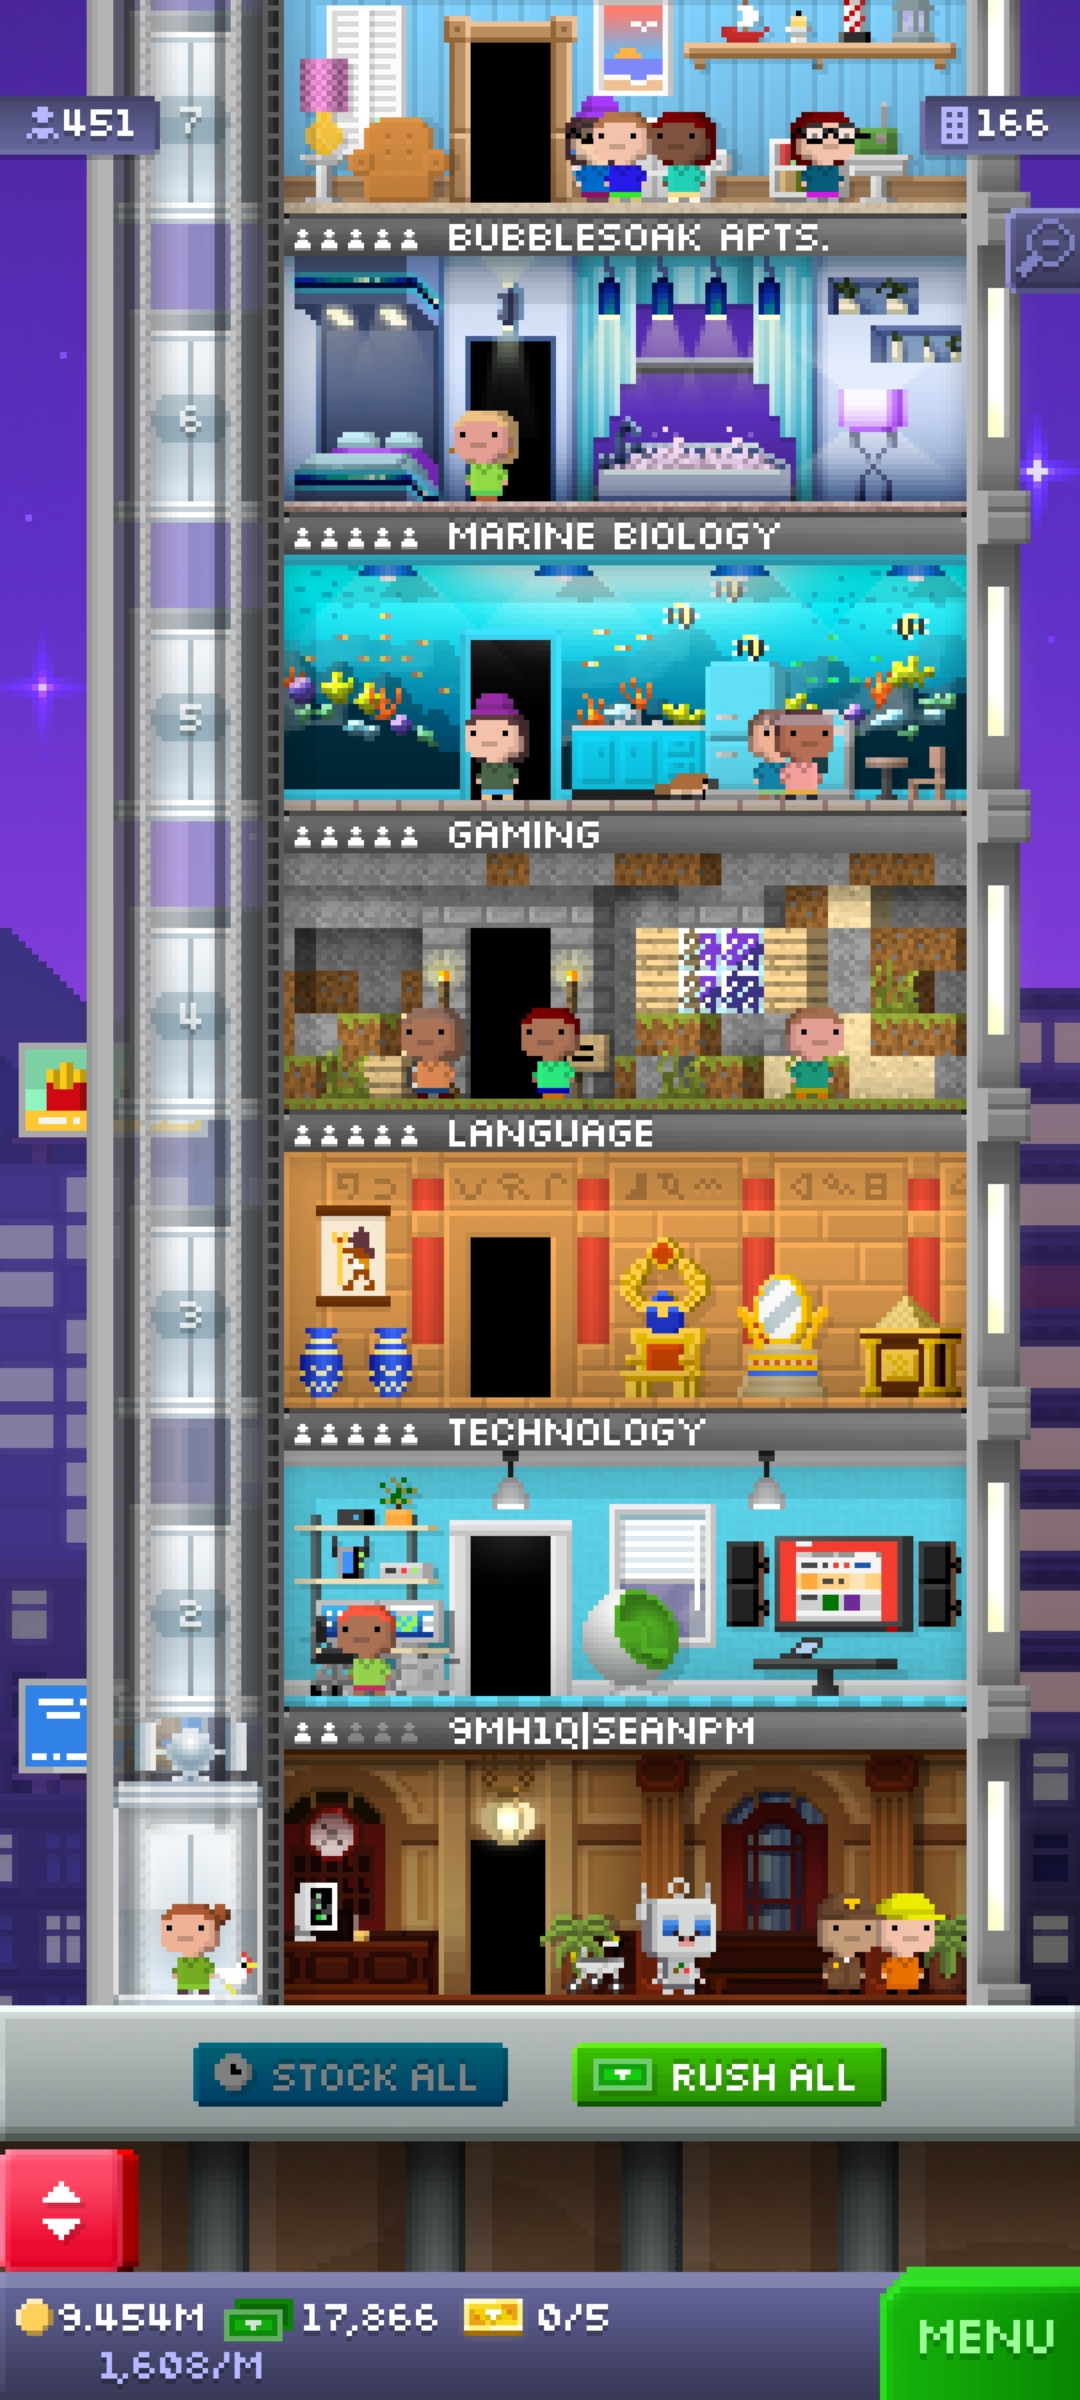 7
451
166
BUBBLESOAK APTS.
6
MARINE BIOLOGY
5
GAMING
4
LANGUAGE
3
TECHNOLOGY
2
9MH1Q|SEANPM
STOCK ALL
RUSH ALL
9.454M
17,866
0/5
1,608/M
MENU